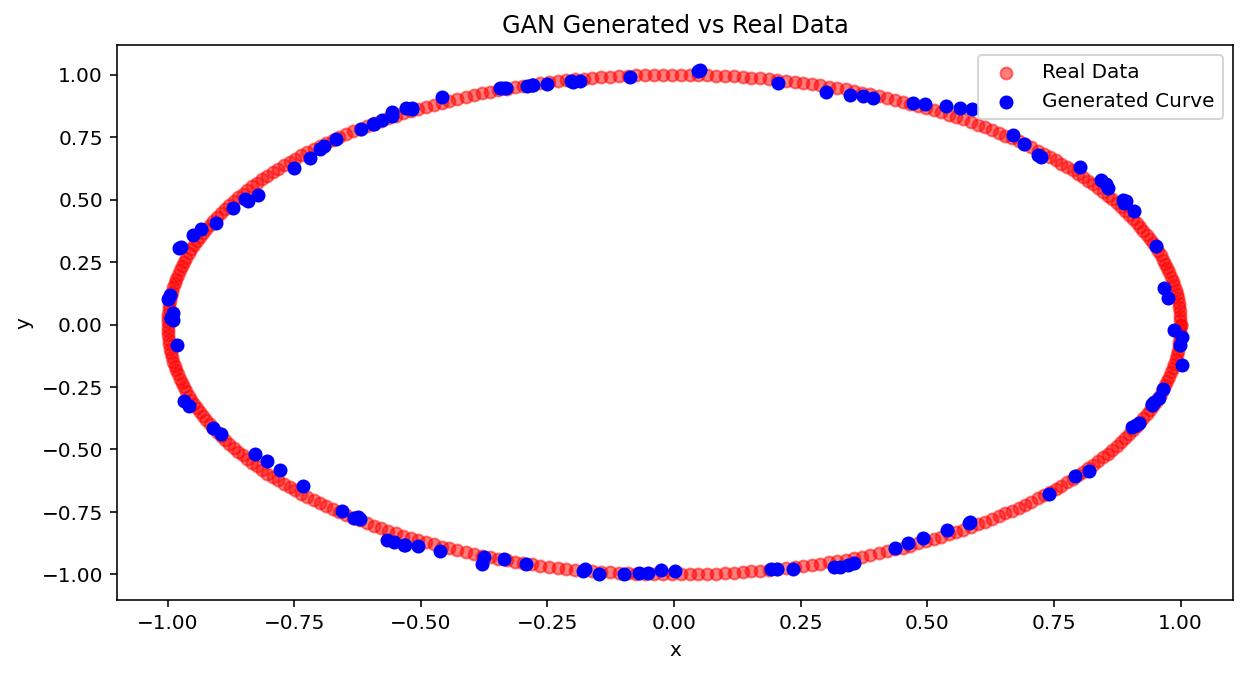 GAN Generated vs Real Data
Real Data
Generated Curve
y
1.00
0.75
0.50
0.25
0.00
−0.25
−0.50
−0.75
−1.00
−1.00 −0.75 −0.50 −0.25 0.00 0.25 0.50 0.75 1.00
x